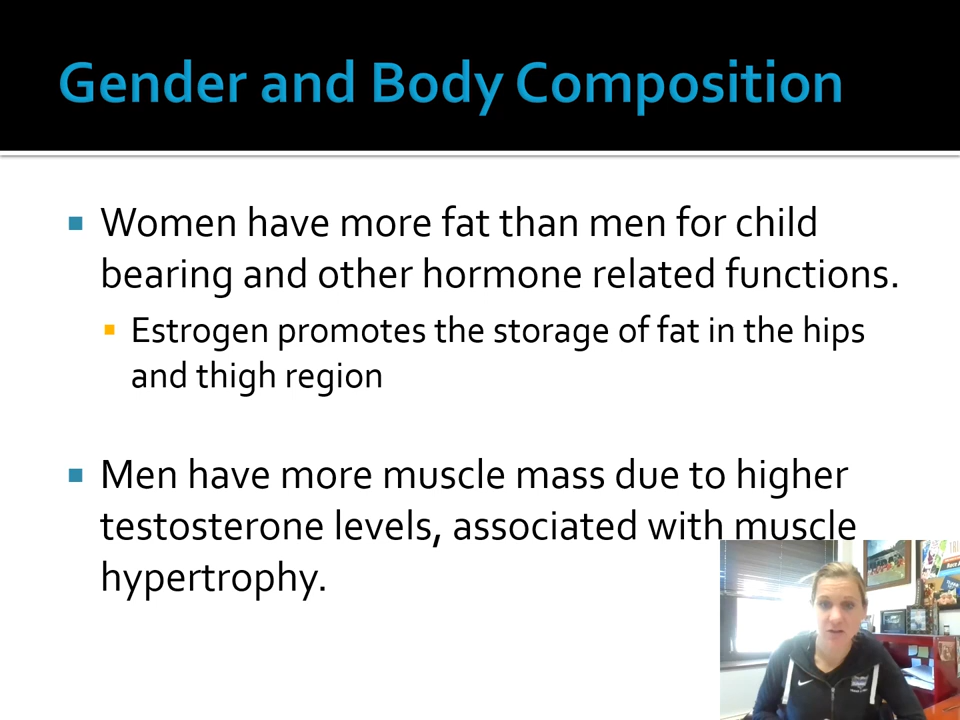 Gender and Body Composition
Women have more fat than men for child
bearing and other hormone related functions.
Estrogen promotes the storage of fat in the hips
and thigh region
Men have more muscle mass due to higher
testosterone levels, associated with muscle
hypertrophy.